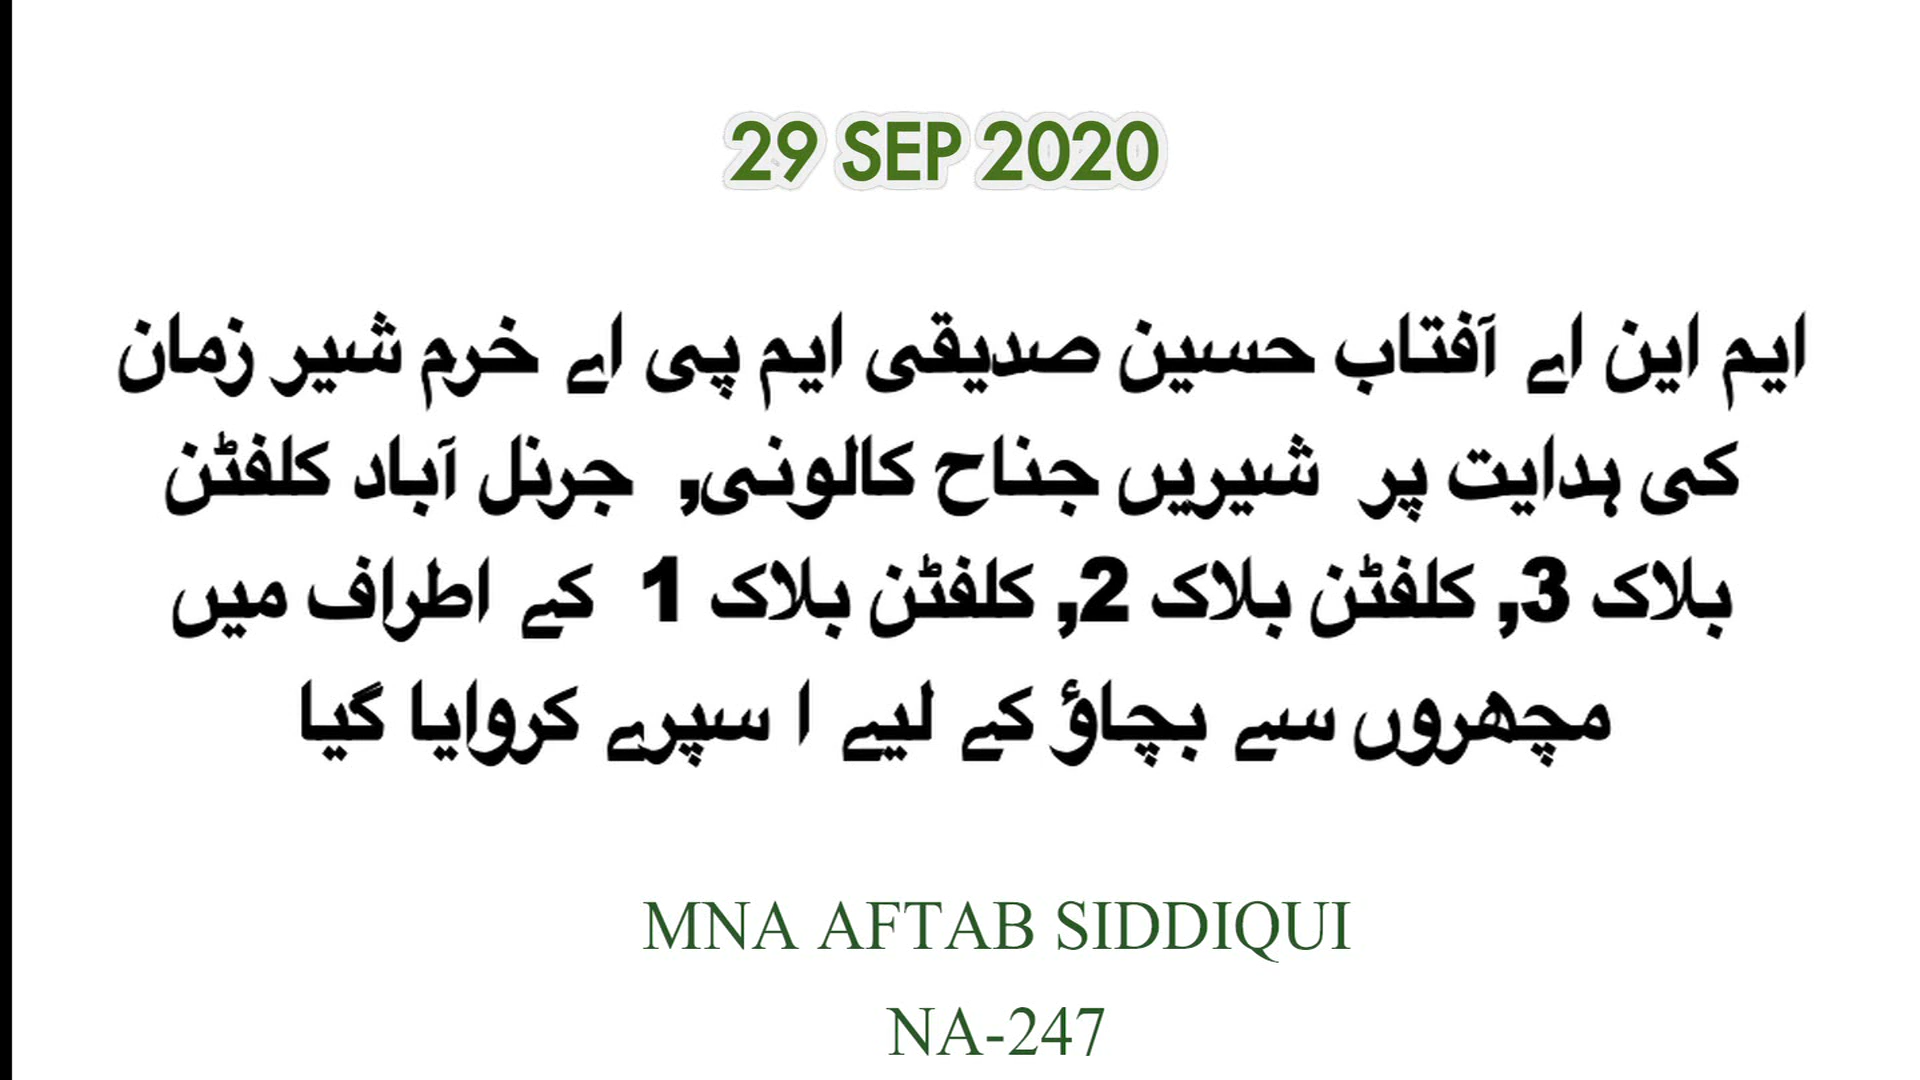 29 SEP 2020
ایم این اے آفتاب حسین صدیقی ایم پی اے خرم شیر زمان
کی ہدایت پر شیریں جناح کالونی, جرنل آباد کلفٹن
بلاک 3, کلفٹن بلاک 2, کلفٹن بلاک 1 کے اطراف میں
مچھروں سے بچاؤ کے لیے ا سپرے کروایا گیا
MNA AFTAB SIDDIQUI
NA-247